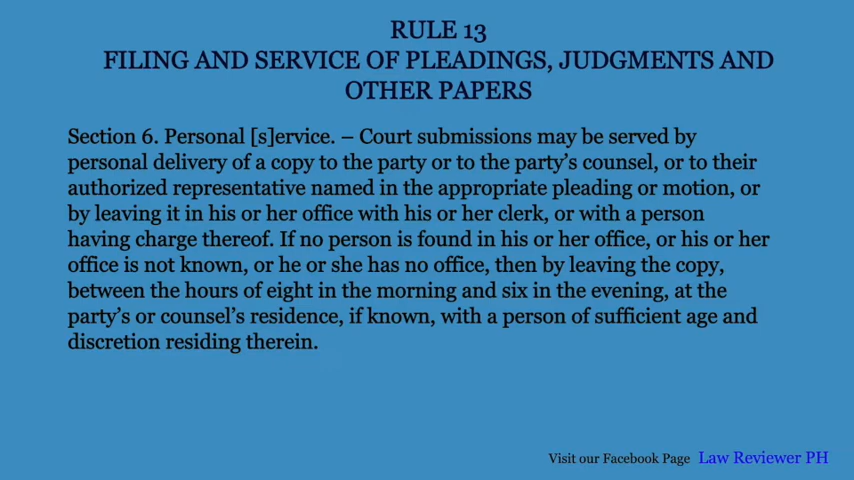 RULE 13
FILING AND SERVICE OF PLEADINGS, JUDGMENTS AND
OTHER PAPERS
Section 6. Personal [s]ervice. – Court submissions may be served by
personal delivery of a copy to the party or to the party’s counsel, or to their
authorized representative named in the appropriate pleading or motion, or
by leaving it in his or her office with his or her clerk, or with a person
having charge thereof. If no person is found in his or her office, or his or her
office is not known, or he or she has no office, then by leaving the copy,
between the hours of eight in the morning and six in the evening, at the
party’s or counsel’s residence, if known, with a person of sufficient age and
discretion residing therein.
Visit our Facebook Page Law Reviewer PH